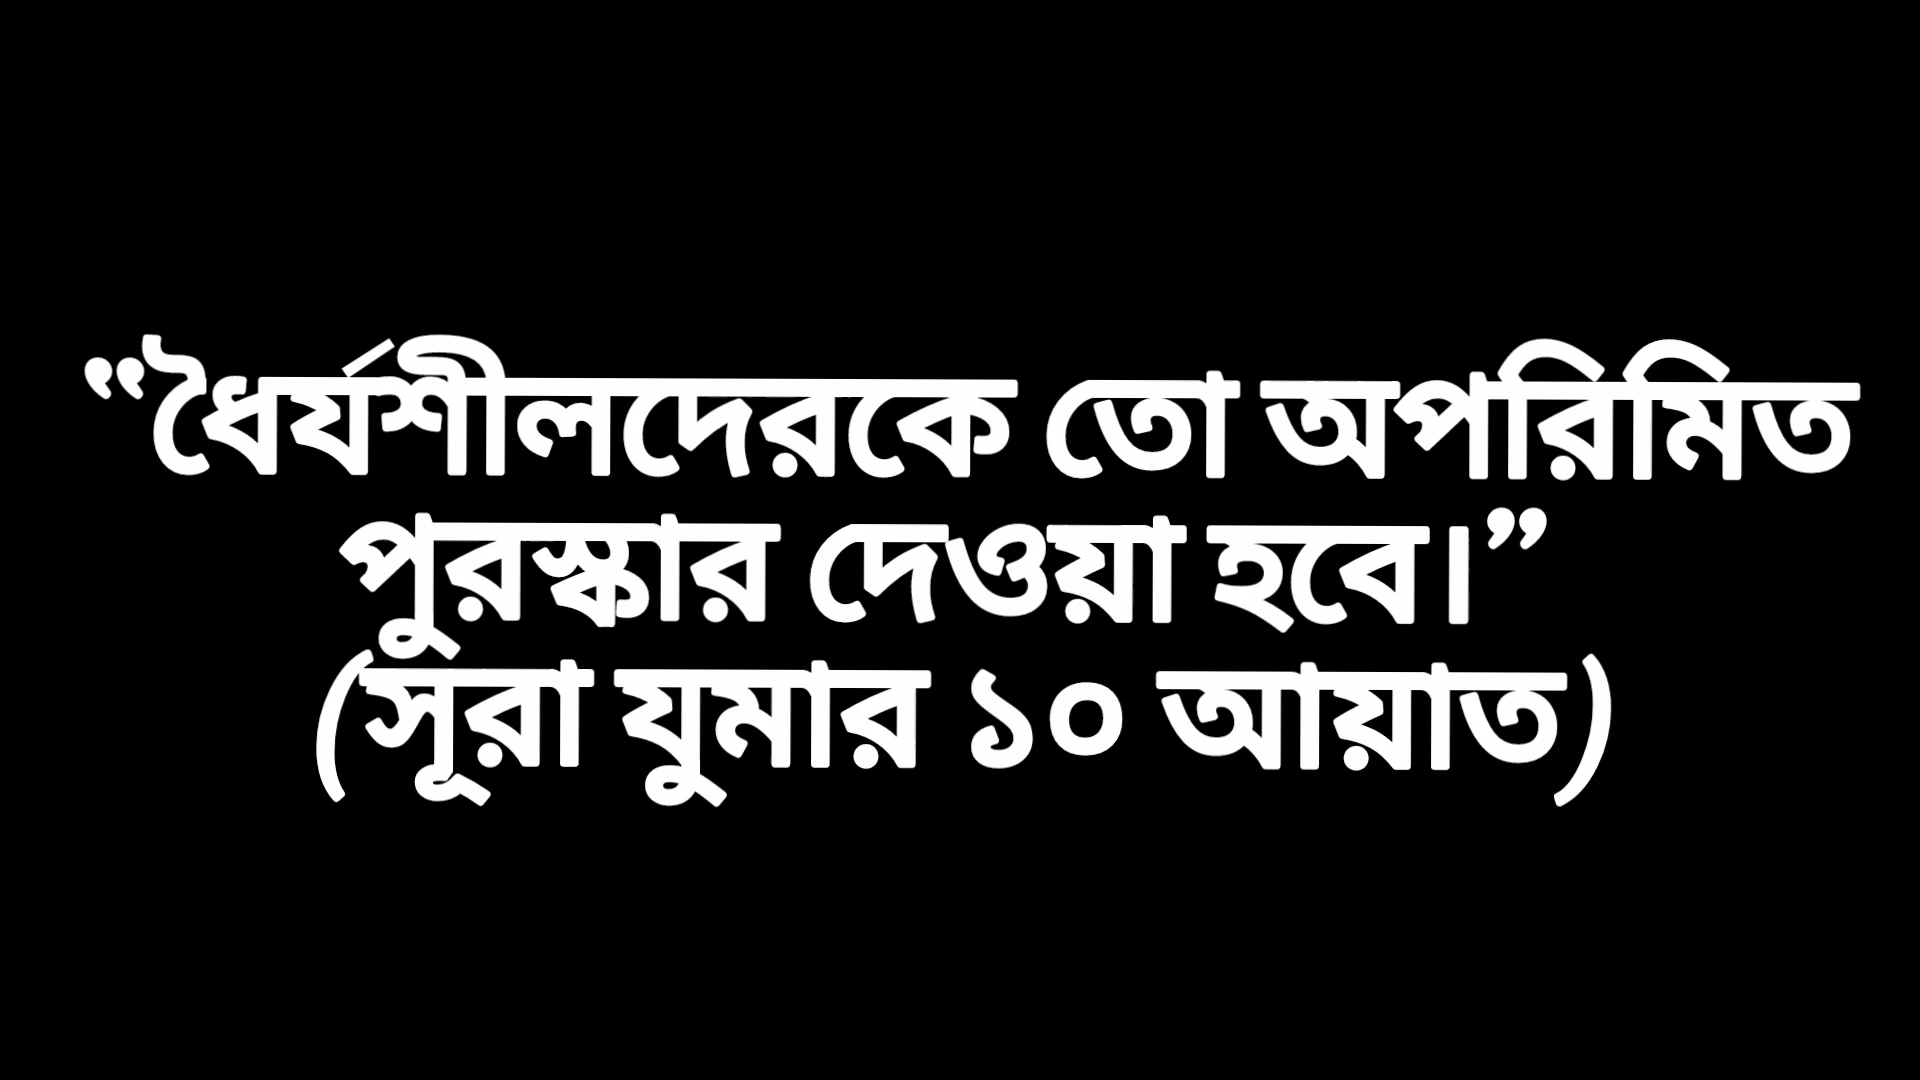 ”ধৈর্যশীলদেরকে তো অপরিমিত
পুরস্কার দেওয়া হবে।”
(সূরা যুমার ১০ আয়াত)